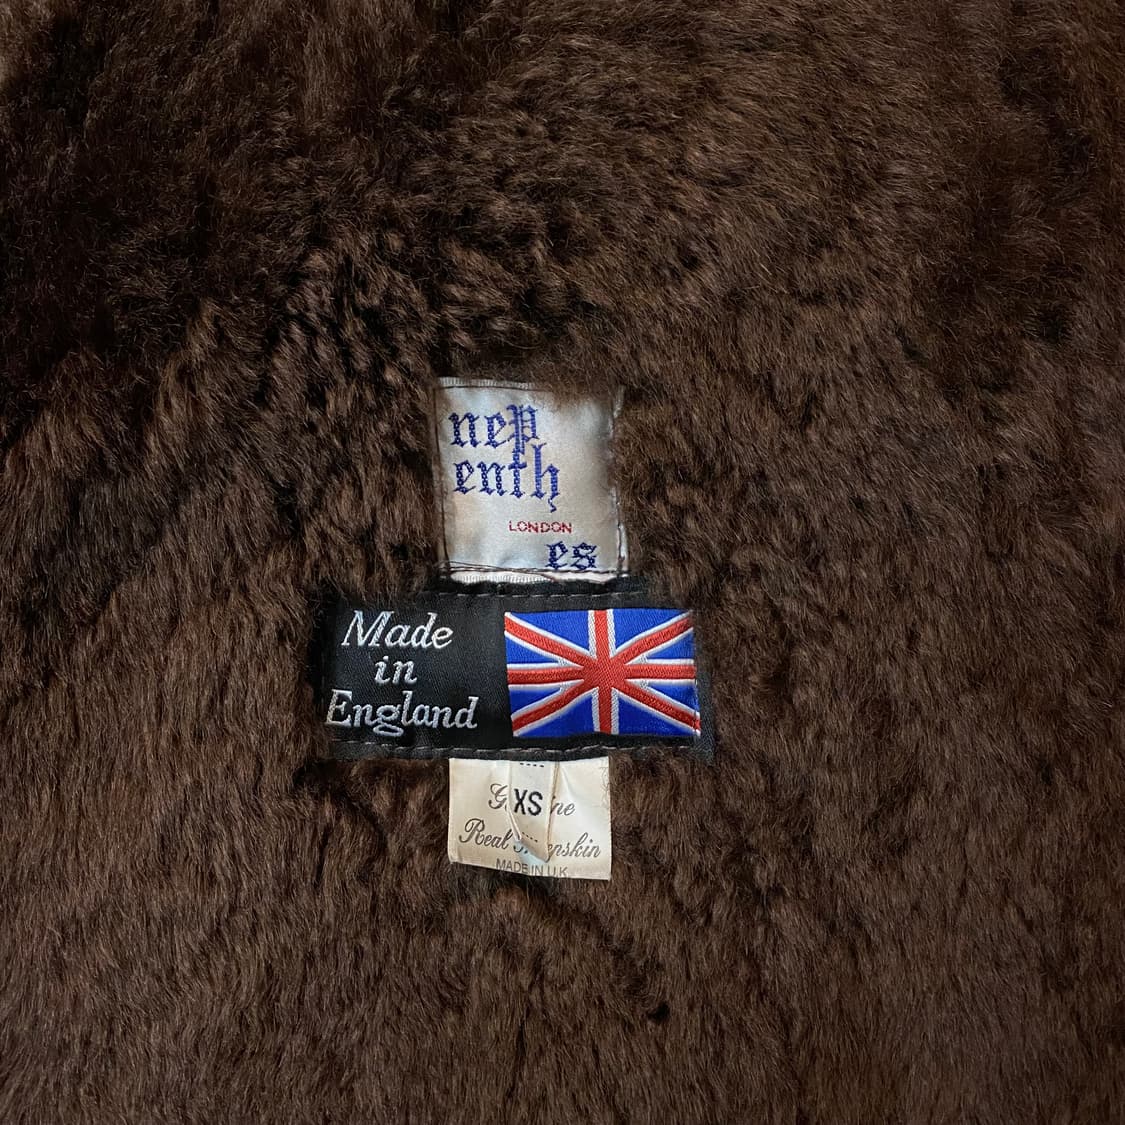 nep
enth
LONDON
es
Made
in
England
XS
Real
MADE IN U.K.